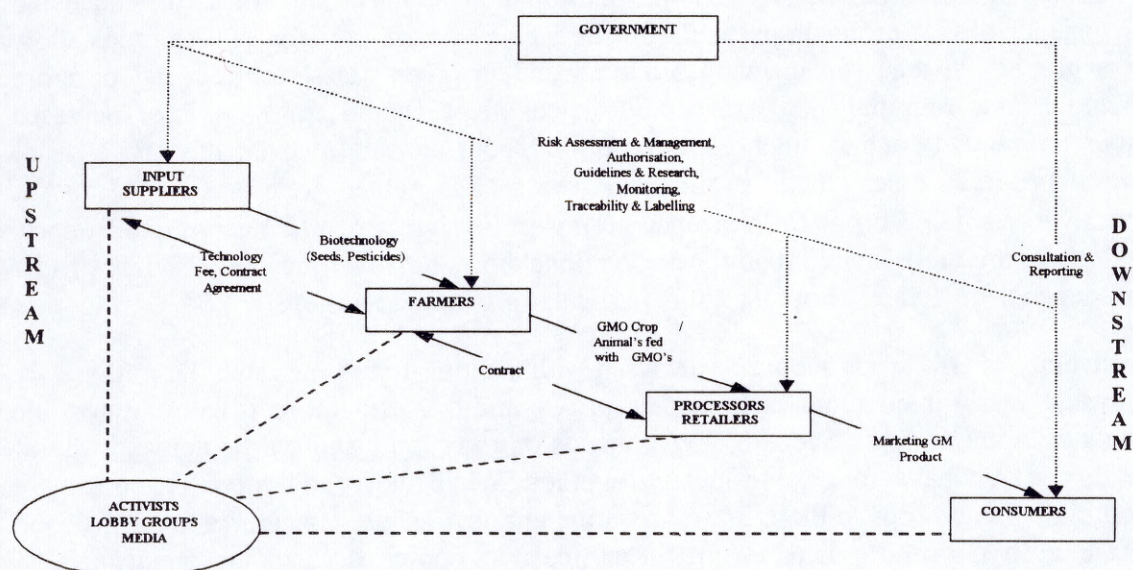 GOVERNMENT
UPSTREAM
INPUT
SUPPLIERS
Risk Assessment & Management,
Authorisation,
Guidelines & Research,
Monitoring,
Traceability & Labelling
DOWNSTREAM
Technology
Fee, Contract
Agreement
Biotechnology
(Seeds, Pesticides)
Consultation &
Reporting
FARMERS
GMO Crop /
Animal's fed
with GMO's
Contract
PROCESSORS
RETAILERS
Marketing GM
Product
ACTIVISTS
LOBBY GROUPS
MEDIA
CONSUMERS